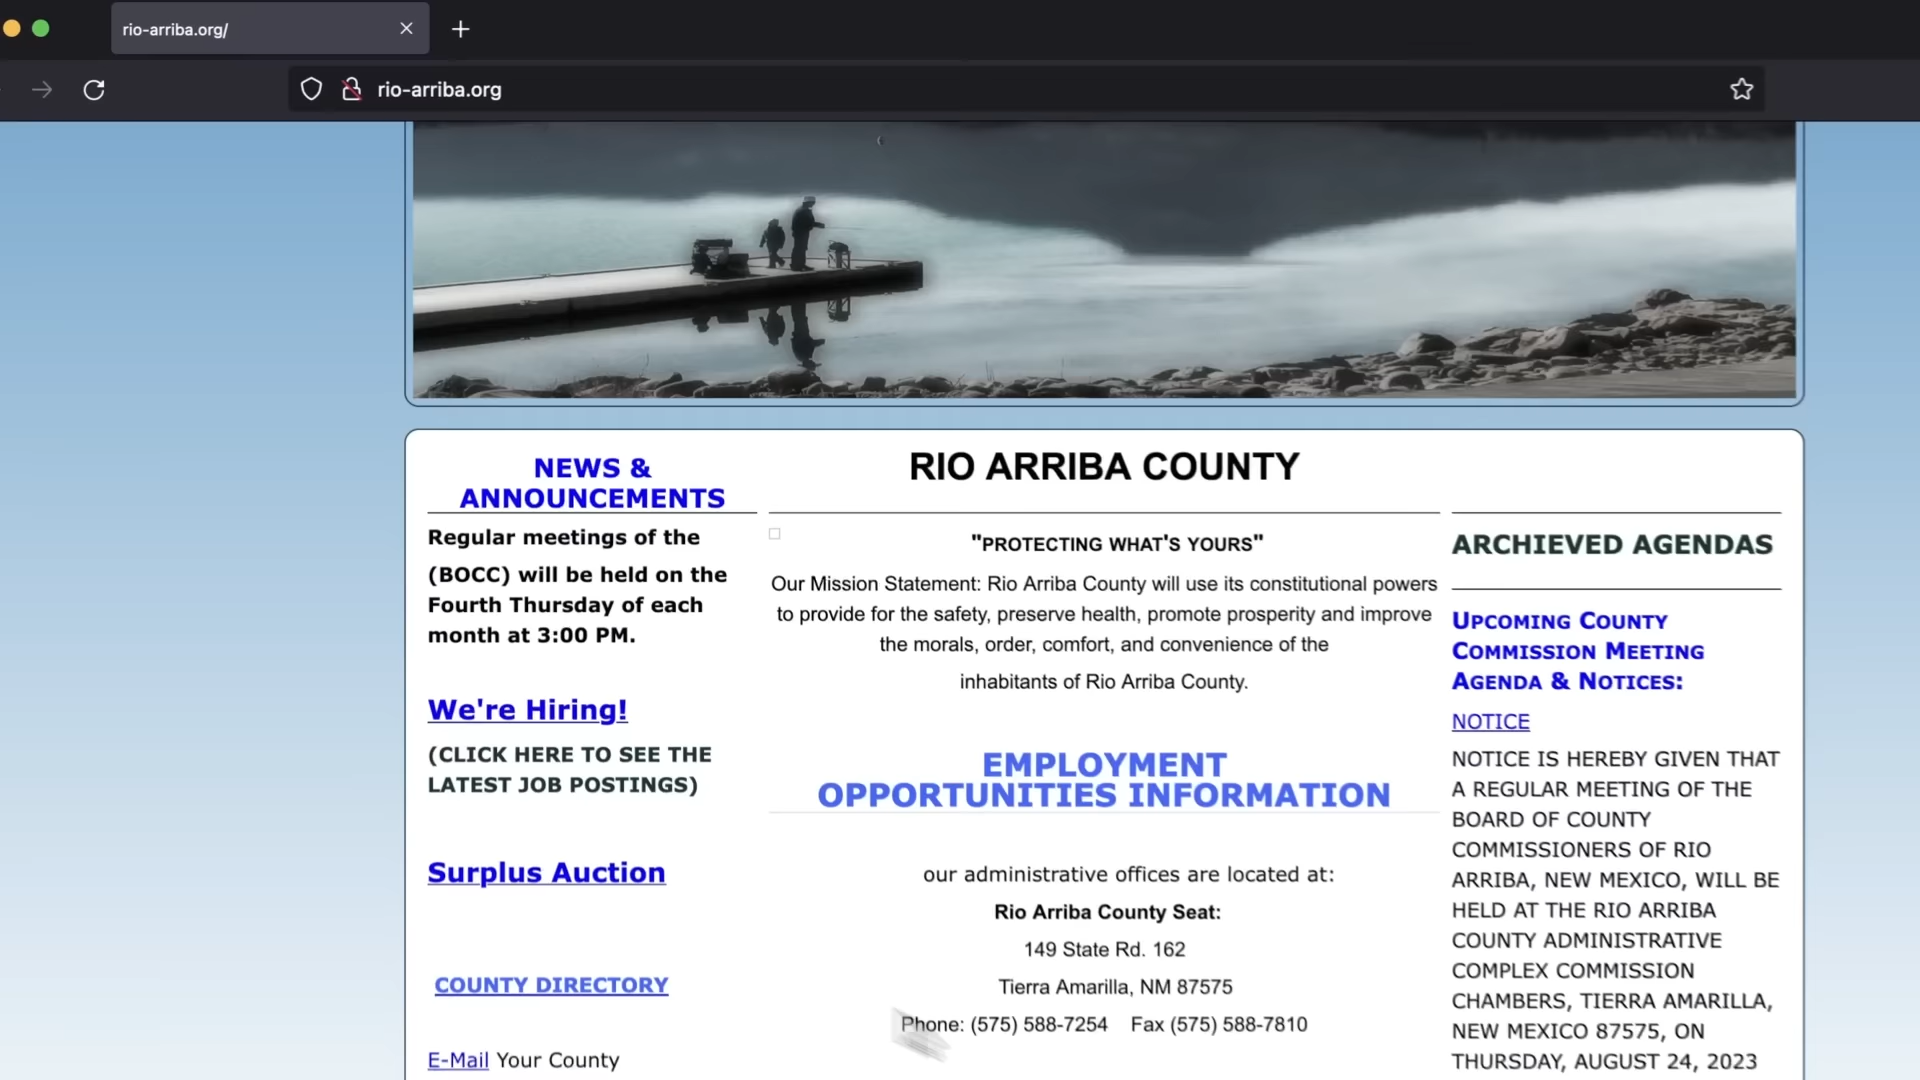 rio-arriba.org/
rio-arriba.org
NEWS &
ANNOUNCEMENTS
Regular meetings of the
(BOCC) will be held on the
Fourth Thursday of each
month at 3:00 PM.
We're Hiring!
(CLICK HERE TO SEE THE
LATEST JOB POSTINGS)
Surplus Auction
COUNTY DIRECTORY
E-Mail Your County
RIO ARRIBA COUNTY
"PROTECTING WHAT'S YOURS"
Our Mission Statement: Rio Arriba County will use its constitutional powers
to provide for the safety, preserve health, promote prosperity and improve
the morals, order, comfort, and convenience of the
inhabitants of Rio Arriba County.
EMPLOYMENT
OPPORTUNITIES INFORMATION
our administrative offices are located at:
Rio Arriba County Seat:
149 State Rd. 162
Tierra Amarilla, NM 87575
Phone: (575) 588-7254 Fax (575) 588-7810
ARCHIEVED AGENDAS
UPCOMING COUNTY
COMMISSION MEETING
AGENDA & NOTICES:
NOTICE
NOTICE IS HEREBY GIVEN THAT
A REGULAR MEETING OF THE
BOARD OF COUNTY
COMMISSIONERS OF RIO
ARRIBA, NEW MEXICO, WILL BE
HELD AT THE RIO ARRIBA
COUNTY ADMINISTRATIVE
COMPLEX COMMISSION
CHAMBERS, TIERRA AMARILLA,
NEW MEXICO 87575, ON
THURSDAY, AUGUST 24, 2023